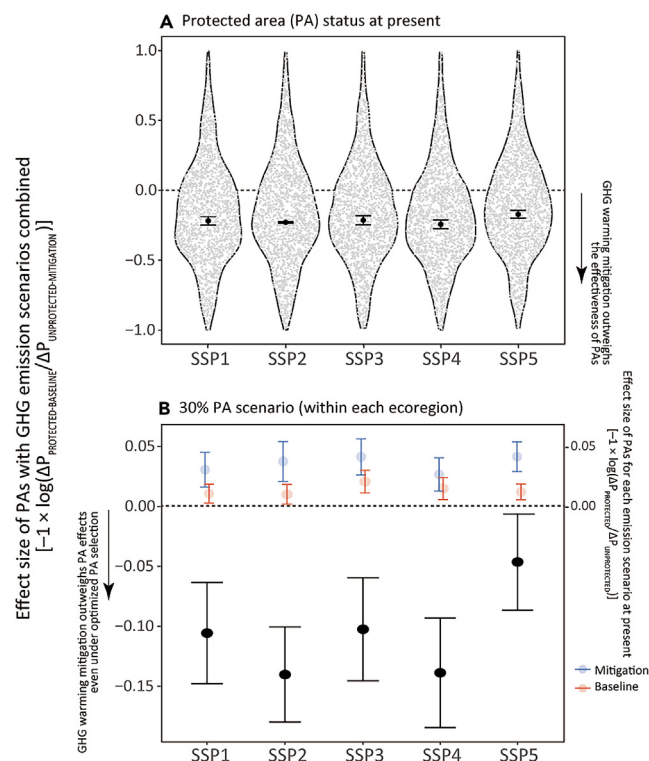 A Protected area (PA) status at present
Effect size of PAs with GHG emission scenarios combined
[−1 × log(ΔPPROTECTED-BASELINE/ΔPUNPROTECTED-MITIGATION)]
1.0
0.5
0.0
−0.5
−1.0
SSP1 SSP2 SSP3 SSP4 SSP5
GHG warming mitigation outweighs
the effectiveness of PAs
B 30% PA scenario (within each ecoregion)
0.05
0.00
−0.05
−0.10
−0.15
GHG warming mitigation outweighs PA effects
even under optimized PA selection
0.05
0.00
Effect size of PAs for each emission scenario at present
[−1 × log(ΔPPROTECTED/ΔPUNPROTECTED)]
Mitigation
Baseline
SSP1 SSP2 SSP3 SSP4 SSP5